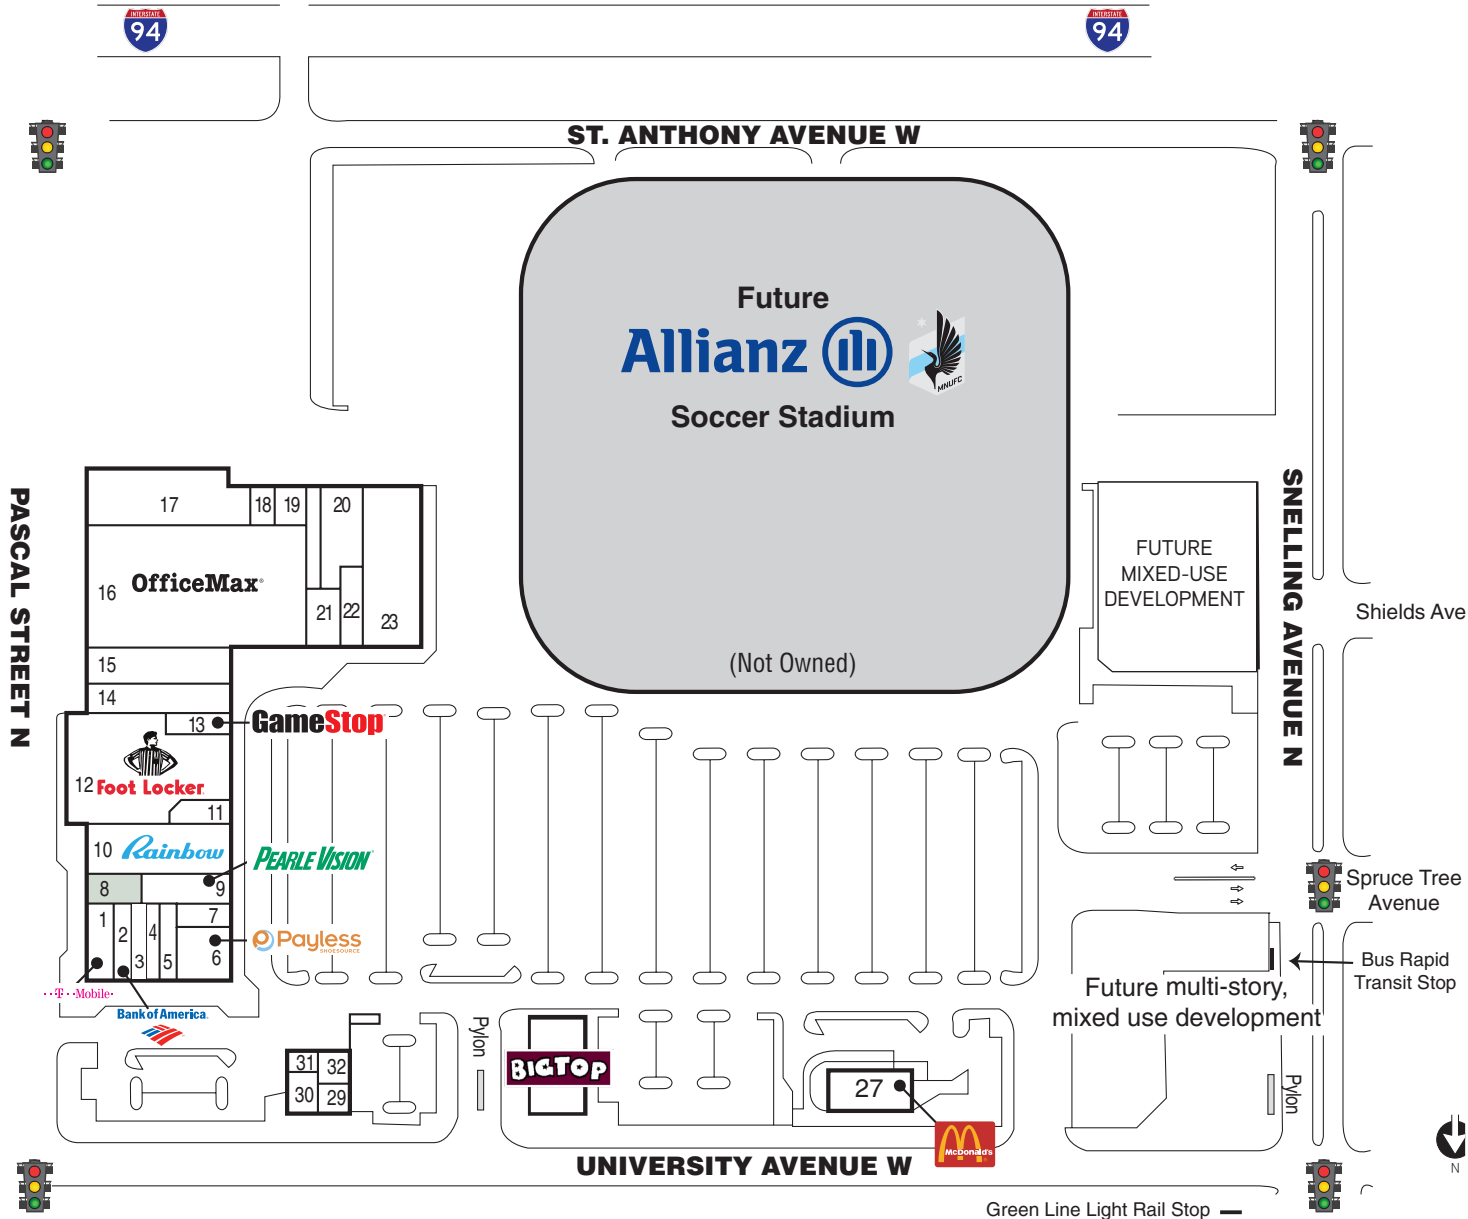 INTERSTATE
94
INTERSTATE
94
ST. ANTHONY AVENUE W
Future
Allianz
MNUFC
Soccer Stadium
(Not Owned)
PASCAL STREET N
SNELLING AVENUE N
17
18
19
20
16
OfficeMax
21
22
23
15
14
13
GameStop
12
Foot Locker
11
10
Rainbow
PEARLE VISION
8
9
1
2
3
4
5
7
6
Payless
SHOESOURCE
T-Mobile
Bank of America
FUTURE
MIXED-USE
DEVELOPMENT
Shields Ave
Spruce Tree
Avenue
Bus Rapid
Transit Stop
Future multi-story,
mixed use development
31
32
30
29
Pylon
BIGTOP
27
McDonald's
Pylon
N
UNIVERSITY AVENUE W
Green Line Light Rail Stop